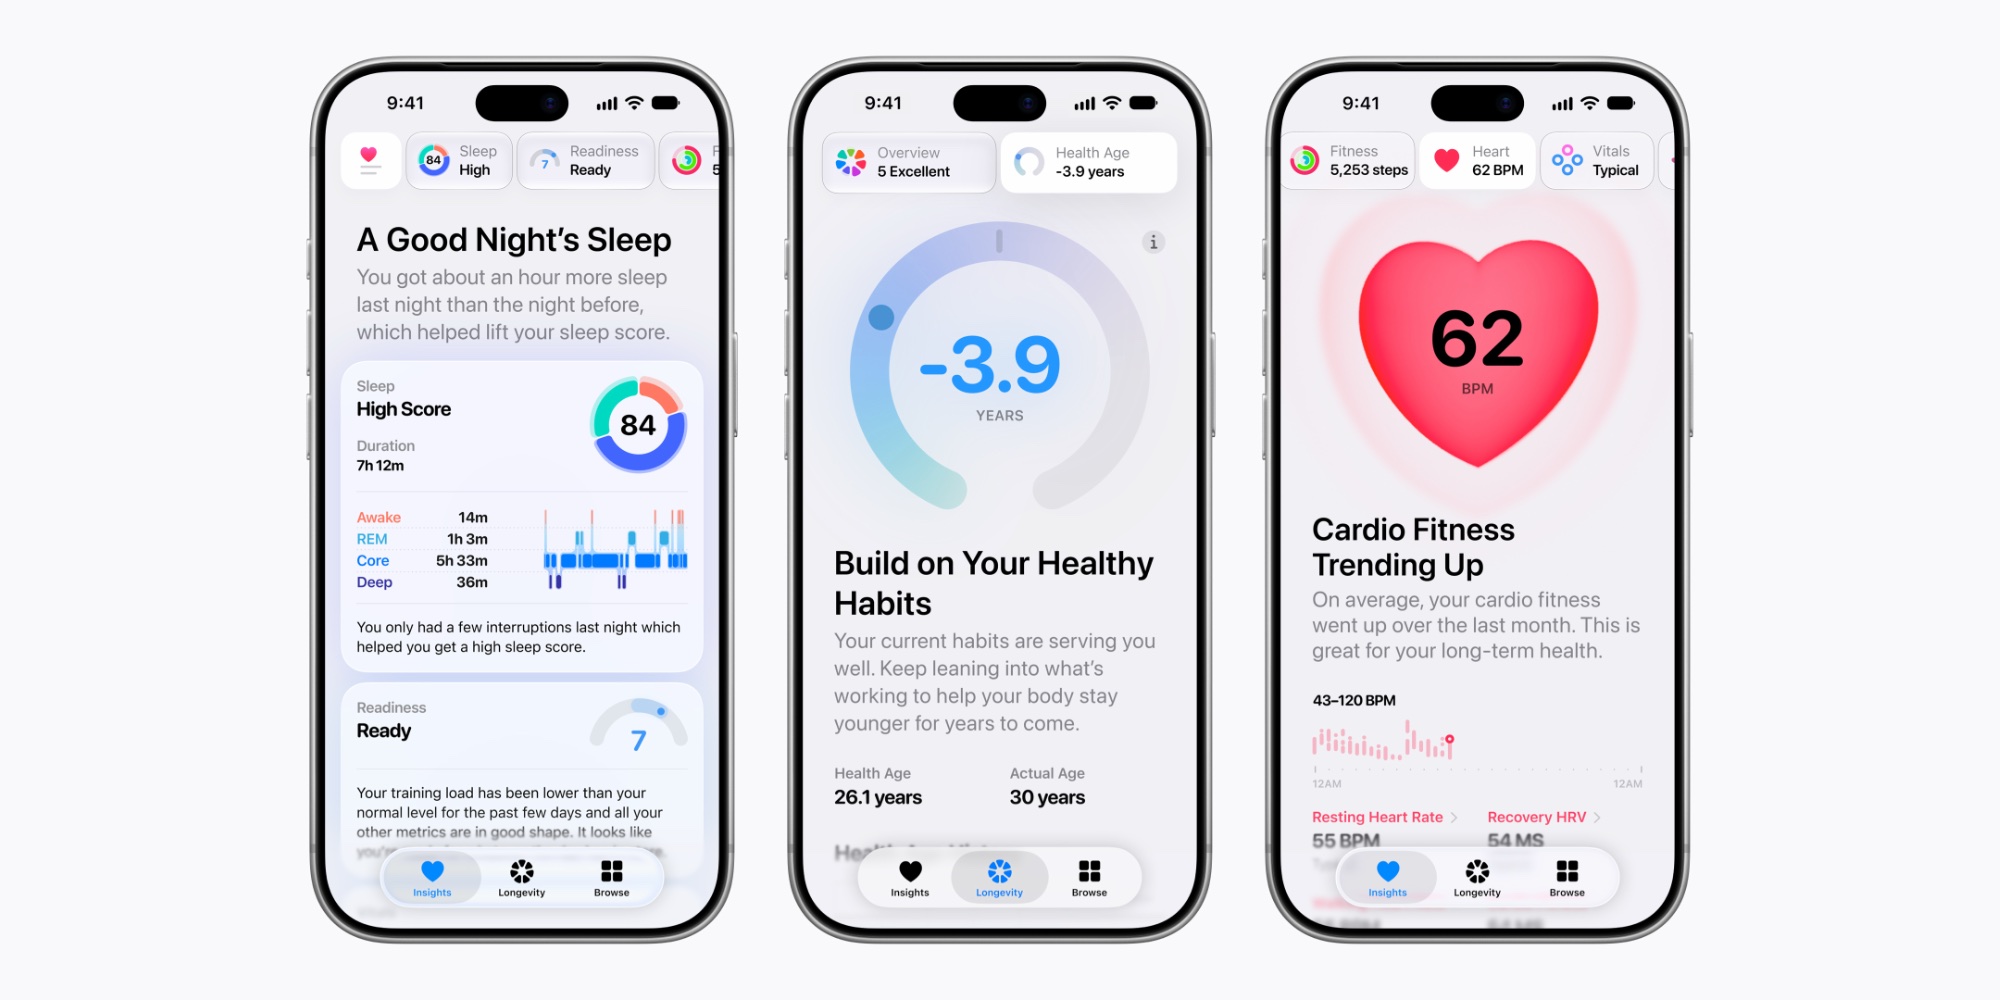 9:41
84
Sleep
High
7
Readiness
Ready
F
5
A Good Night's Sleep
You got about an hour more sleep
last night than the night before,
which helped lift your sleep score.
Sleep
High Score
84
Duration
7h 12m
Awake 14m
REM 1h 3m
Core 5h 33m
Deep 36m
You only had a few interruptions last night which
helped you get a high sleep score.
Readiness
Ready
7
Your training load has been lower than your
normal level for the past few days and all your
other metrics are in good shape. It looks like
Insights
Longevity
Browse
9:41
Overview
5 Excellent
Health Age
-3.9 years
i
-3.9
YEARS
Build on Your Healthy
Habits
Your current habits are serving you
well. Keep leaning into what's
working to help your body stay
younger for years to come.
Health Age
26.1 years
Actual Age
30 years
Insights
Longevity
Browse
9:41
Fitness
5,253 steps
Heart
62 BPM
Vitals
Typical
62
BPM
Cardio Fitness
Trending Up
On average, your cardio fitness
went up over the last month. This is
great for your long-term health.
43–120 BPM
12AM 12AM
Resting Heart Rate
55 BPM
Recovery HRV
54 MS
Insights
Longevity
Browse